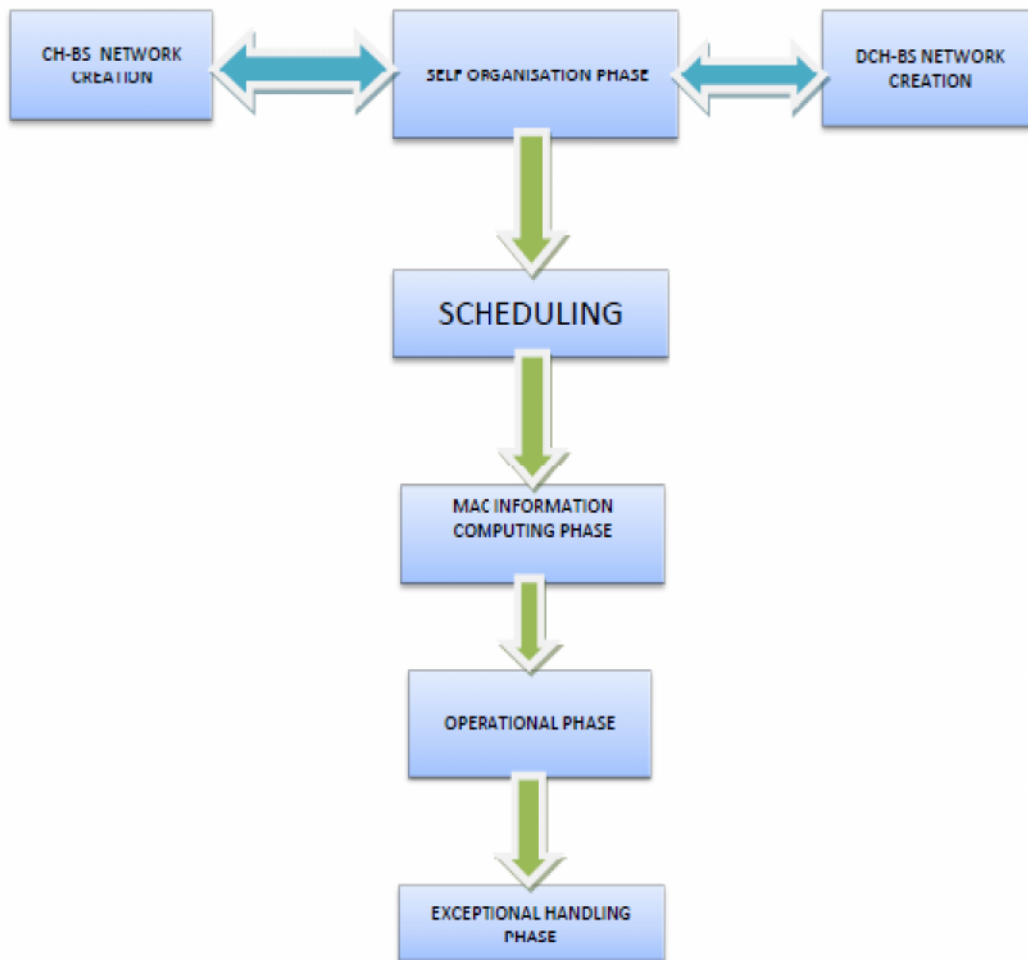 CH-BS NETWORK
CREATION
SELF ORGANISATION PHASE
DCH-BS NETWORK
CREATION
SCHEDULING
MAC INFORMATION
COMPUTING PHASE
OPERATIONAL PHASE
EXCEPTIONAL HANDLING
PHASE